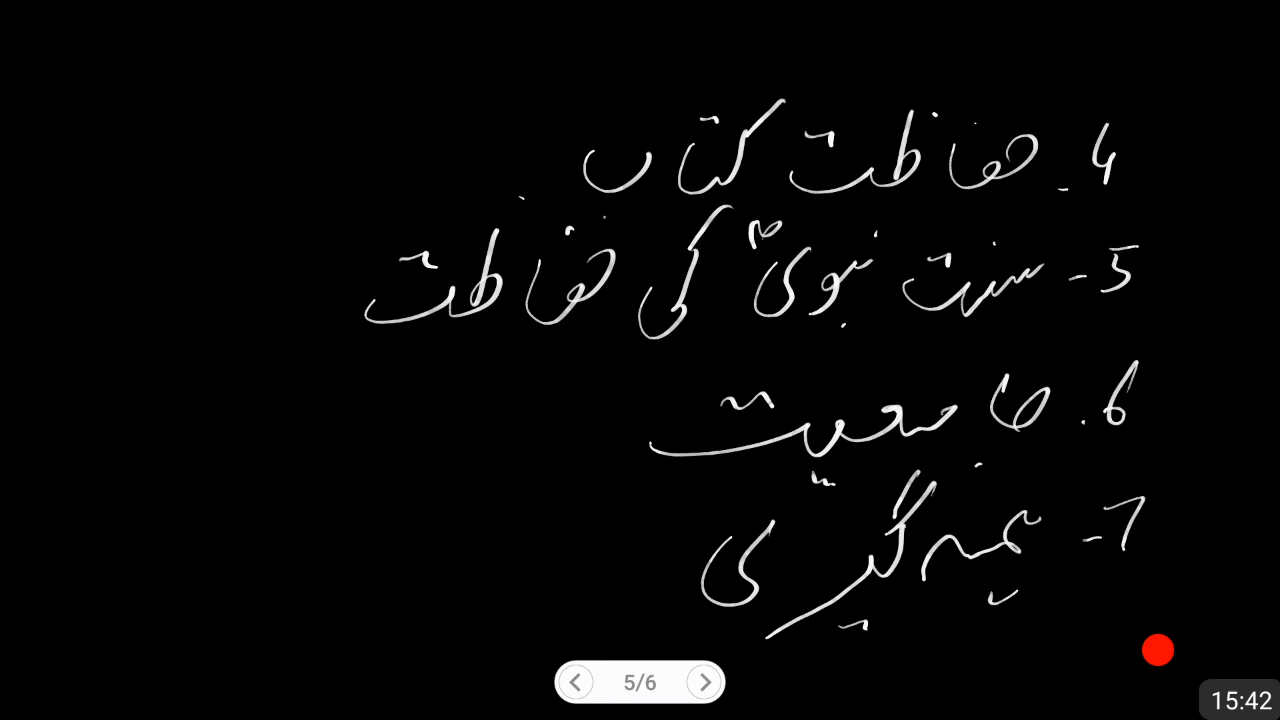 4۔ حفاظت کتاب
5۔ سنت نبویؐ کی حفاظت
6۔ جامعیت
7۔ ہمہ گیری
5/6
15:42